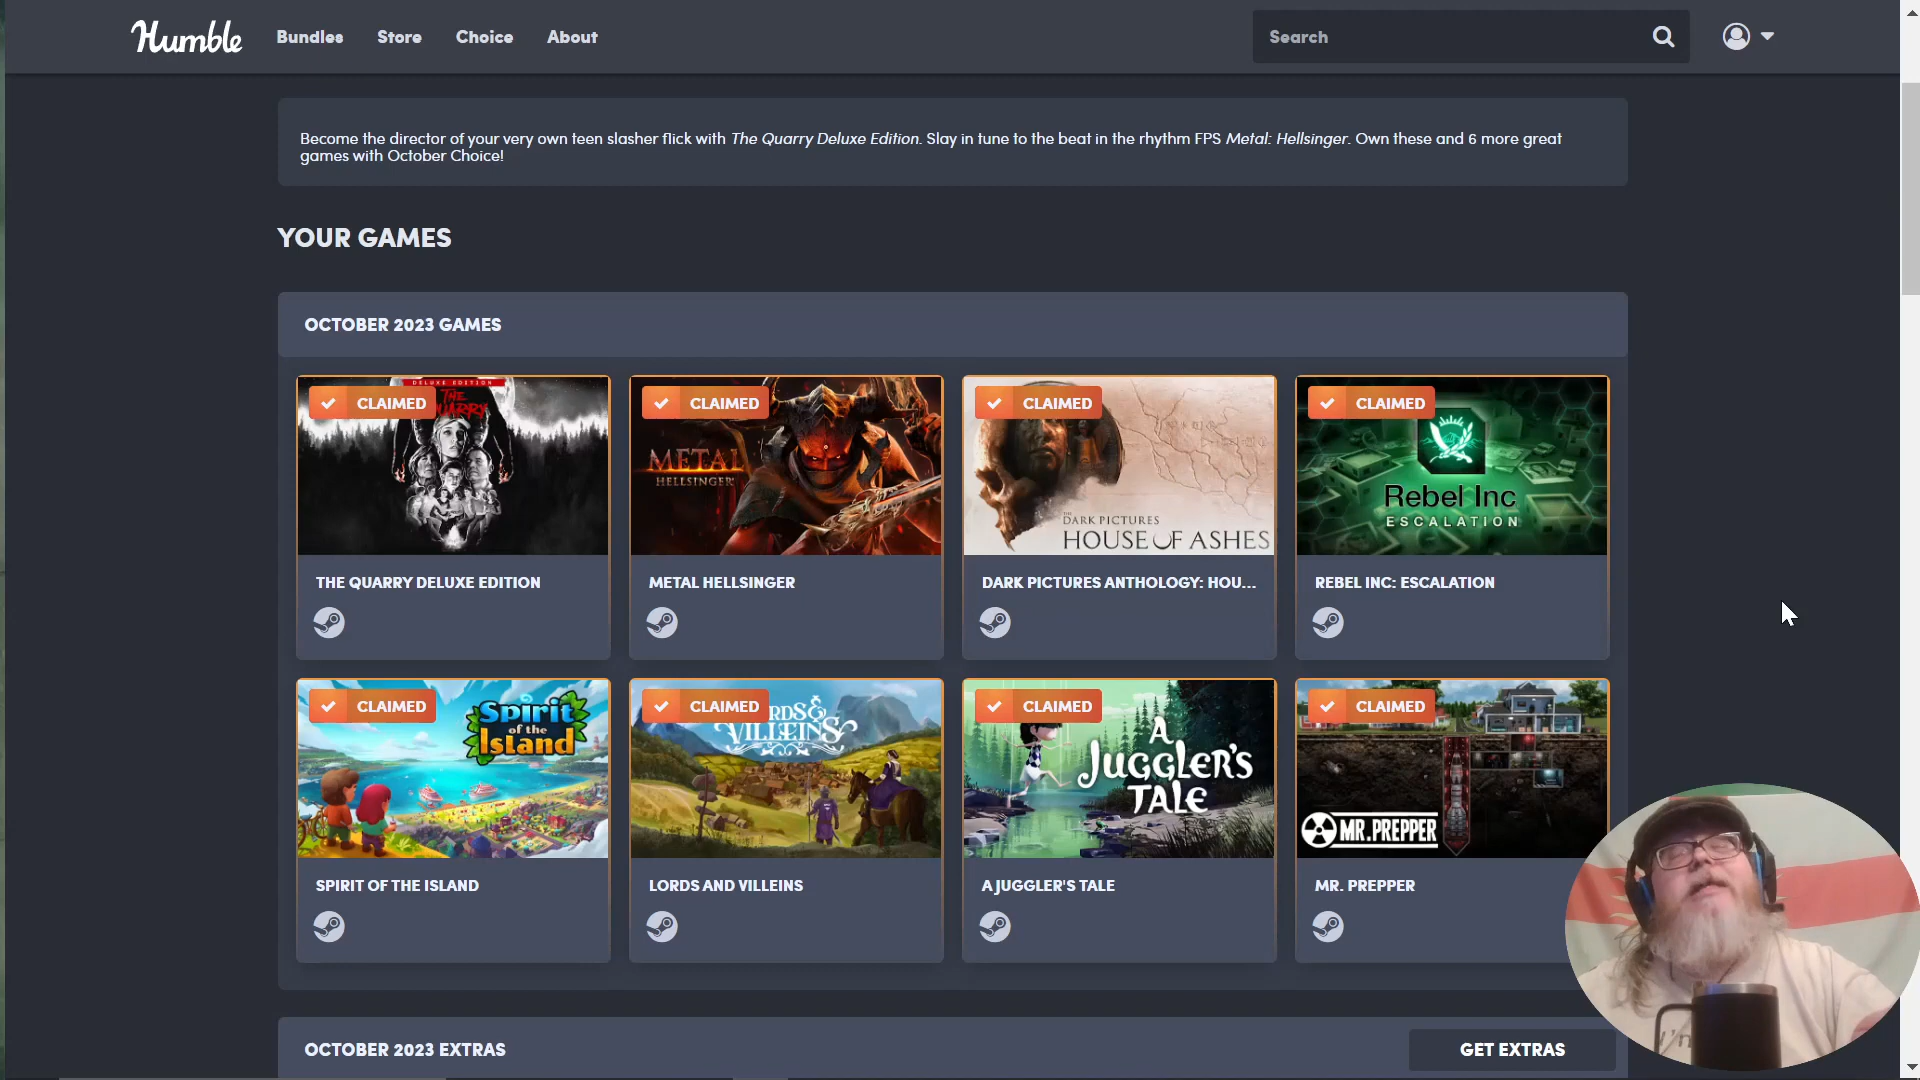 Humble Bundles Store Choice About Search
Become the director of your very own teen slasher flick with The Quarry Deluxe Edition. Slay in tune to the beat in the rhythm FPS Metal: Hellsinger. Own these and 6 more great
games with October Choice!
YOUR GAMES
OCTOBER 2023 GAMES
DELUXE EDITION
THE
CLAIMED
CLAIMED
METAL
HELLSINGER
CLAIMED
DARK PICTURES
HOUSE OF ASHES
CLAIMED
Rebel Inc
ESCALATION
THE QUARRY DELUXE EDITION
METAL HELLSINGER
DARK PICTURES ANTHOLOGY: HOU...
REBEL INC: ESCALATION
CLAIMED
Spirit
of the
Island
CLAIMED
RDS &
VILLEINS
CLAIMED
A
JUGGLER'S
TALE
CLAIMED
MR.PREPPER
SPIRIT OF THE ISLAND
LORDS AND VILLEINS
A JUGGLER'S TALE
MR. PREPPER
OCTOBER 2023 EXTRAS
GET EXTRAS